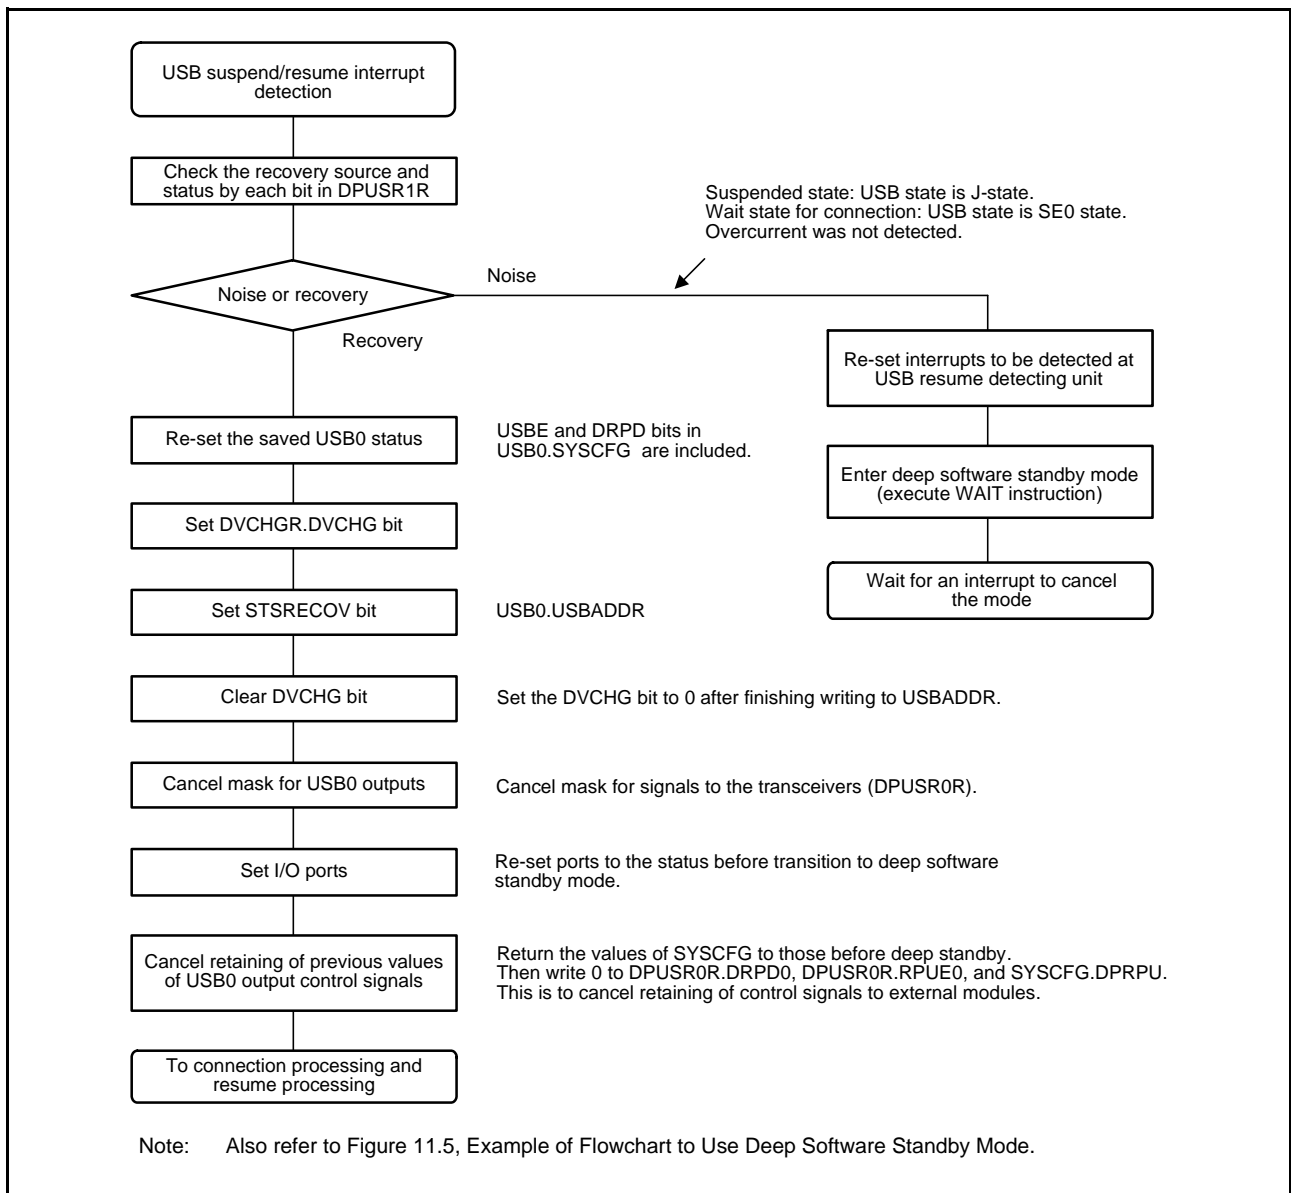 USB suspend/resume interrupt
detection
Check the recovery source and
status by each bit in DPUSR1R
Suspended state: USB state is J-state.
Wait state for connection: USB state is SE0 state.
Overcurrent was not detected.
Noise or recovery
Noise
Recovery
Re-set interrupts to be detected at
USB resume detecting unit
Enter deep software standby mode
(execute WAIT instruction)
Wait for an interrupt to cancel
the mode
Re-set the saved USB0 status
USBE and DRPD bits in
USB0.SYSCFG are included.
Set DVCHGR.DVCHG bit
Set STSRECOV bit
USB0.USBADDR
Clear DVCHG bit
Set the DVCHG bit to 0 after finishing writing to USBADDR.
Cancel mask for USB0 outputs
Cancel mask for signals to the transceivers (DPUSR0R).
Set I/O ports
Re-set ports to the status before transition to deep software
standby mode.
Cancel retaining of previous values
of USB0 output control signals
Return the values of SYSCFG to those before deep standby.
Then write 0 to DPUSR0R.DRPD0, DPUSR0R.RPUE0, and SYSCFG.DPRPU.
This is to cancel retaining of control signals to external modules.
To connection processing and
resume processing
Note: Also refer to Figure 11.5, Example of Flowchart to Use Deep Software Standby Mode.